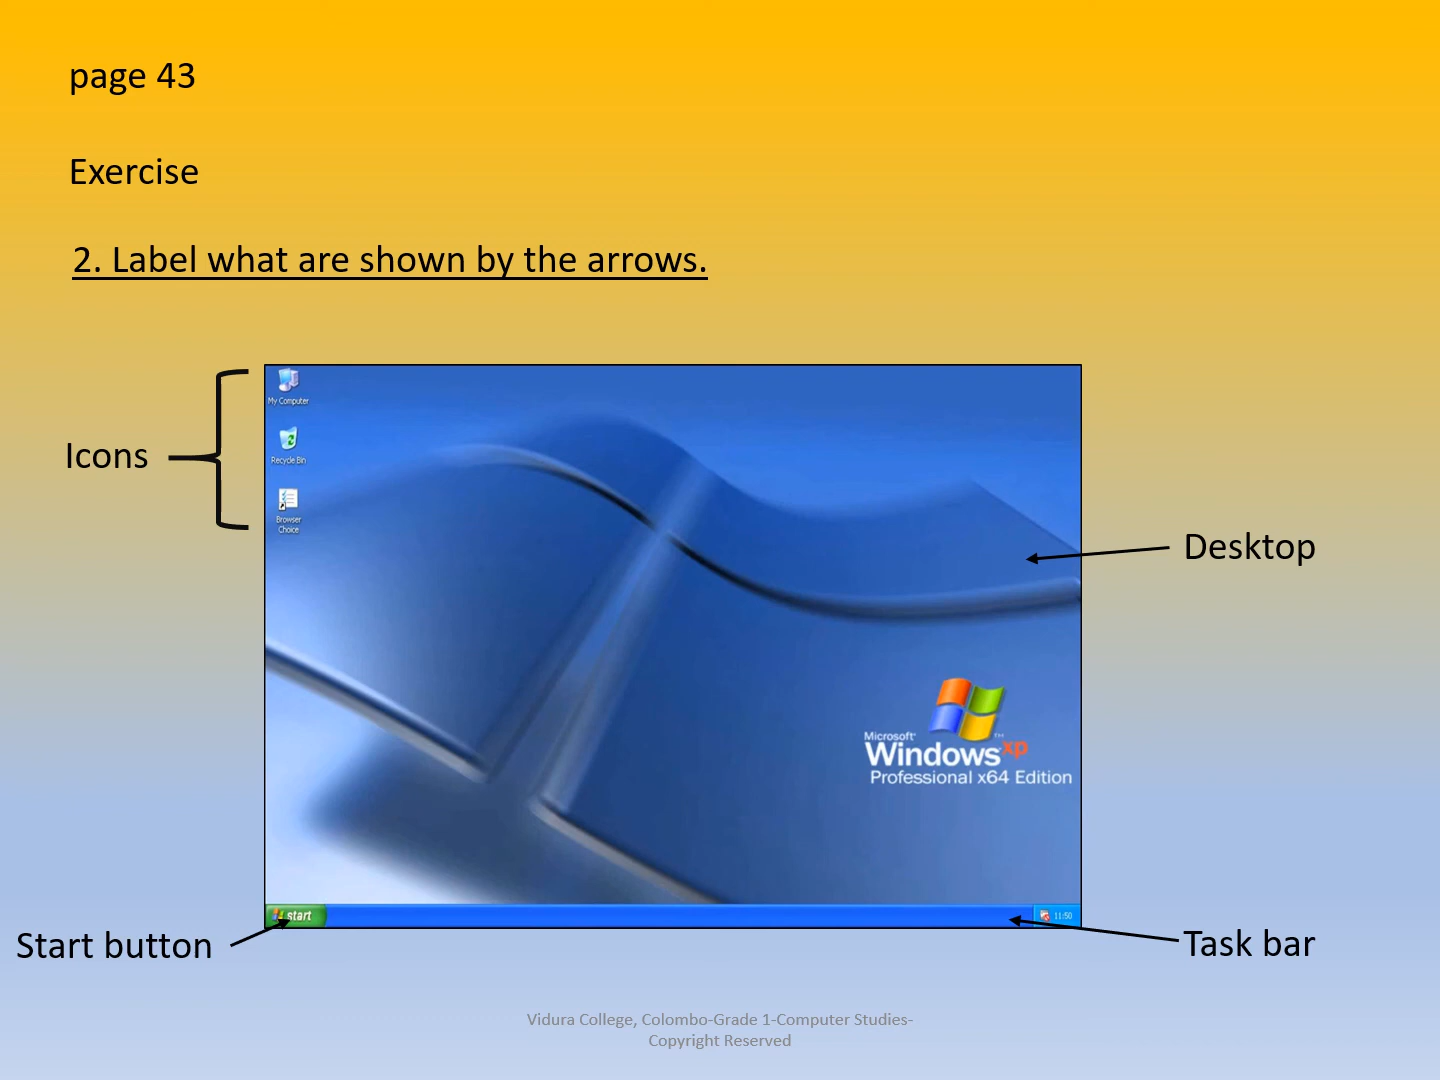 page 43
Exercise
2. Label what are shown by the arrows.
My Computer
Icons
Recycle Bin
Browser
Choice
Desktop
Microsoft
Windows xp
Professional x64 Edition
start
11:50
Start button
Task bar
Vidura College, Colombo-Grade 1-Computer Studies-
Copyright Reserved